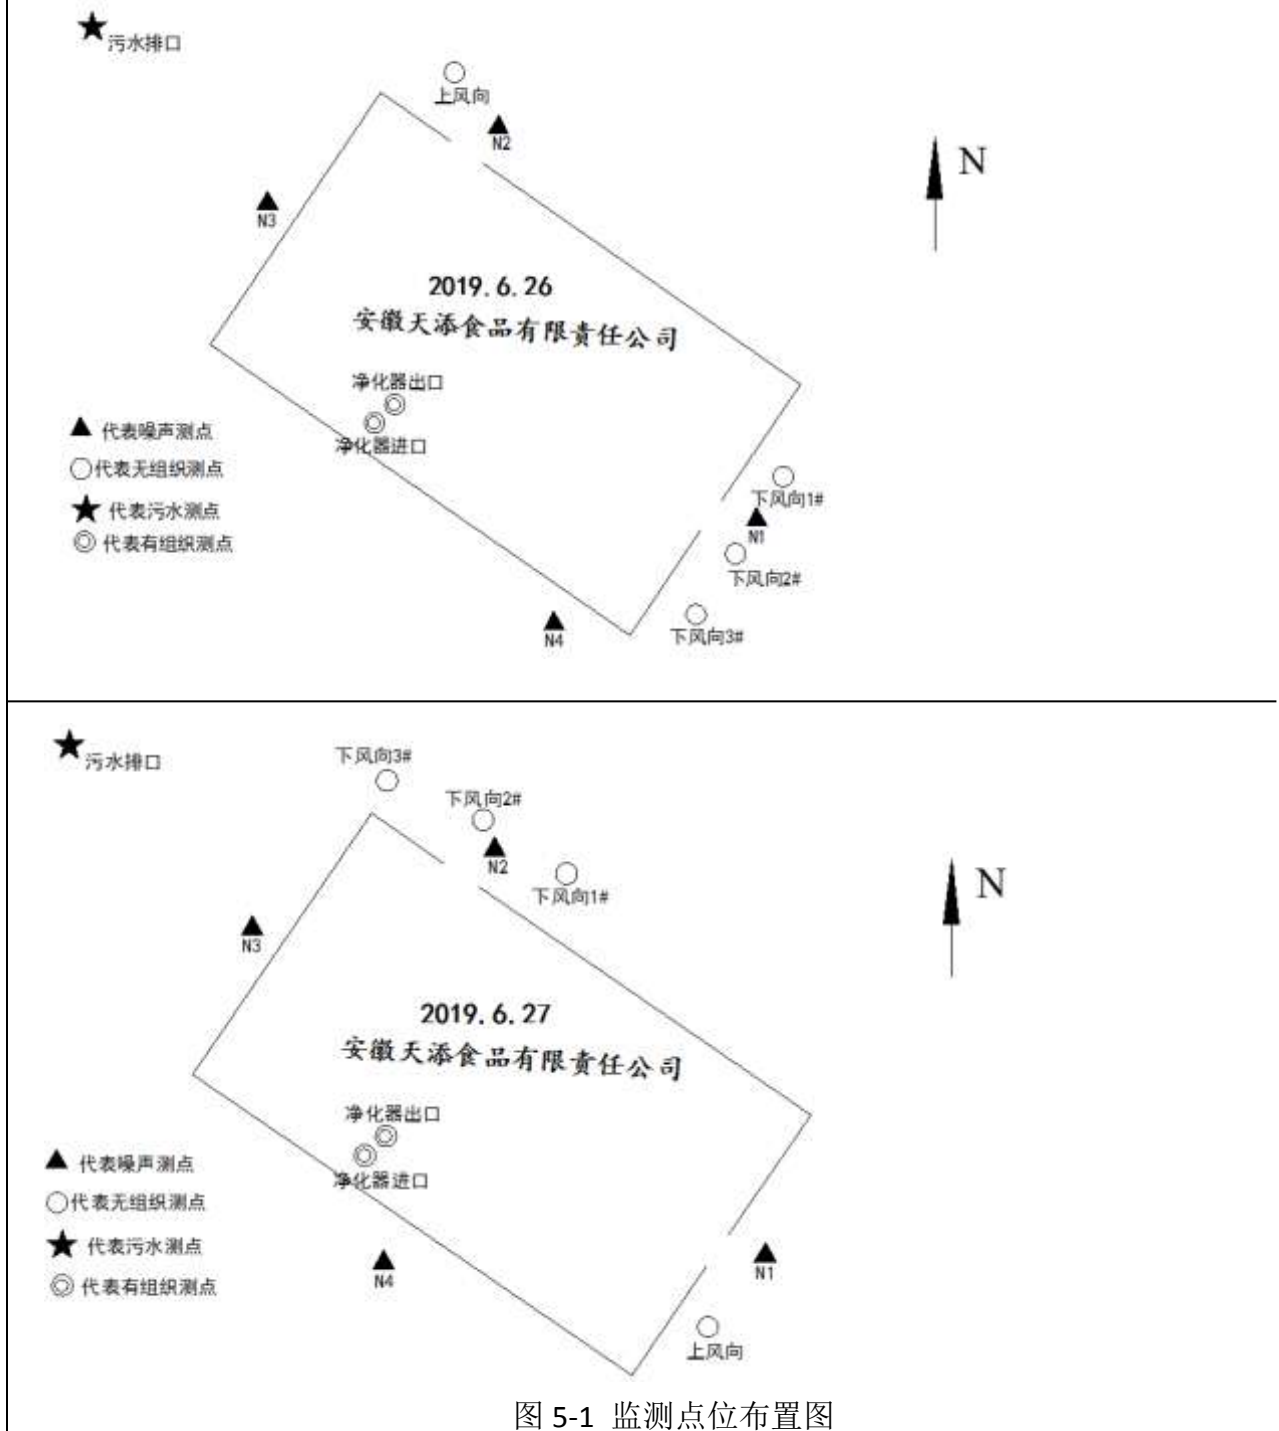 污水排口
上风向
N2
N
N3
2019.6.26
安徽天添食品有限责任公司
净化器出口
净化器进口
代表噪声测点
代表无组织测点
代表污水测点
代表有组织测点
下风向1#
N1
下风向2#
下风向3#
N4
污水排口
下风向3#
下风向2#
N2
下风向1#
N
N3
2019.6.27
安徽天添食品有限责任公司
净化器出口
净化器进口
代表噪声测点
代表无组织测点
代表污水测点
代表有组织测点
N4
N1
上风向
图 5-1 监测点位布置图